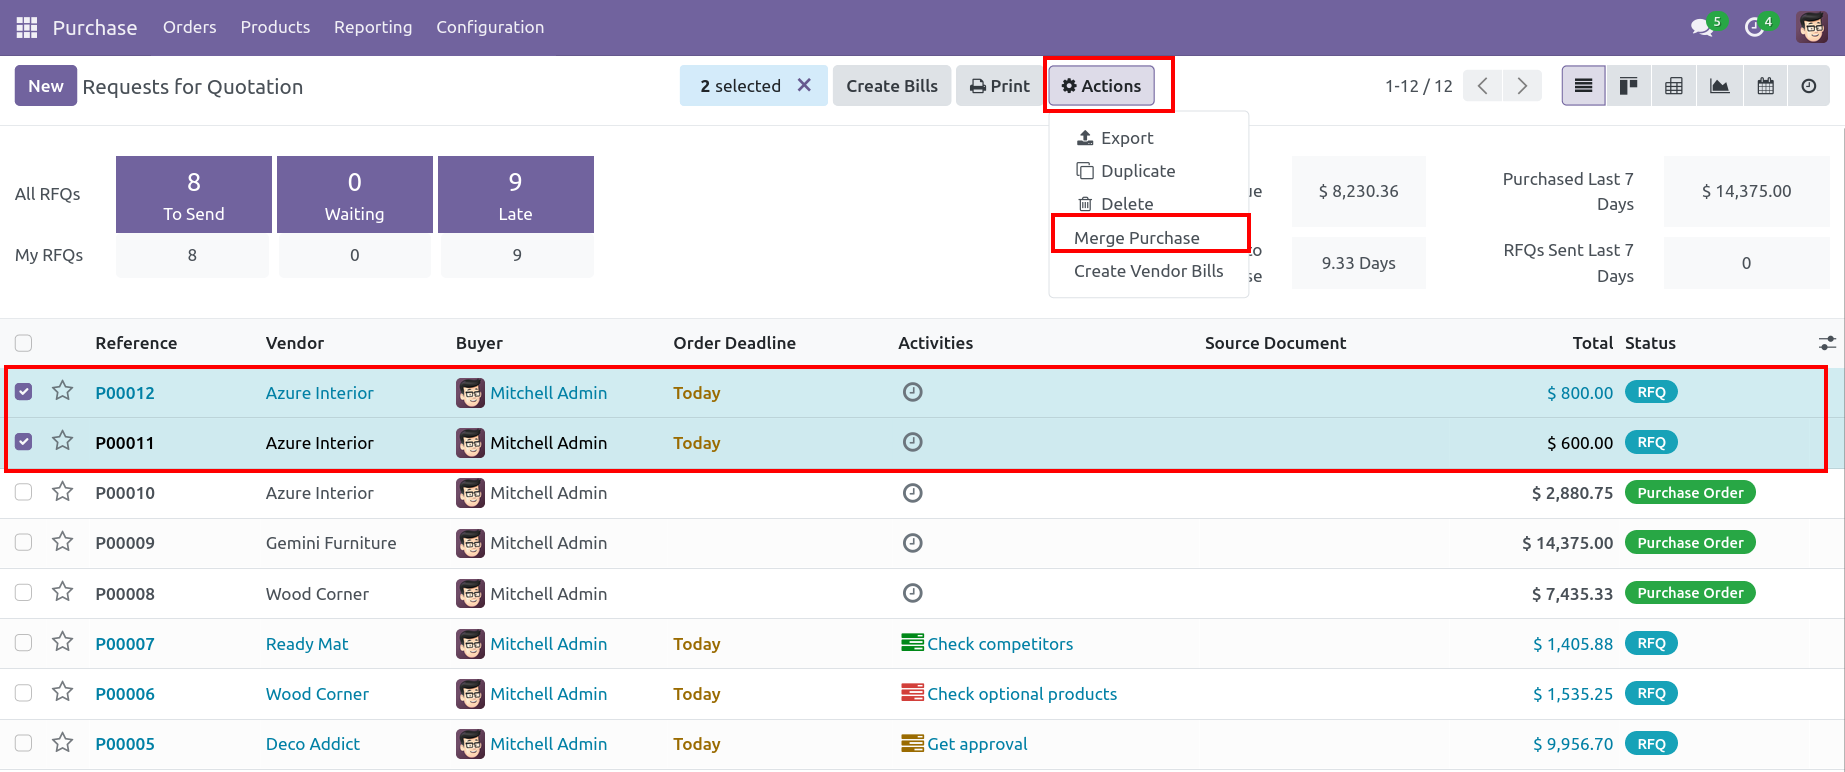 Purchase Orders Products Reporting Configuration 5 4
New Requests for Quotation 2 selected Create Bills Print Actions 1-12 / 12
Export
Duplicate
Delete
Merge Purchase
Create Vendor Bills
All RFQs 8 To Send 0 Waiting 9 Late
My RFQs 8 0 9
ue $ 8,230.36 Purchased Last 7 Days $ 14,375.00
to se 9.33 Days RFQs Sent Last 7 Days 0
Reference Vendor Buyer Order Deadline Activities Source Document Total Status
P00012 Azure Interior Mitchell Admin Today $ 800.00 RFQ
P00011 Azure Interior Mitchell Admin Today $ 600.00 RFQ
P00010 Azure Interior Mitchell Admin $ 2,880.75 Purchase Order
P00009 Gemini Furniture Mitchell Admin $ 14,375.00 Purchase Order
P00008 Wood Corner Mitchell Admin $ 7,435.33 Purchase Order
P00007 Ready Mat Mitchell Admin Today Check competitors $ 1,405.88 RFQ
P00006 Wood Corner Mitchell Admin Today Check optional products $ 1,535.25 RFQ
P00005 Deco Addict Mitchell Admin Today Get approval $ 9,956.70 RFQ